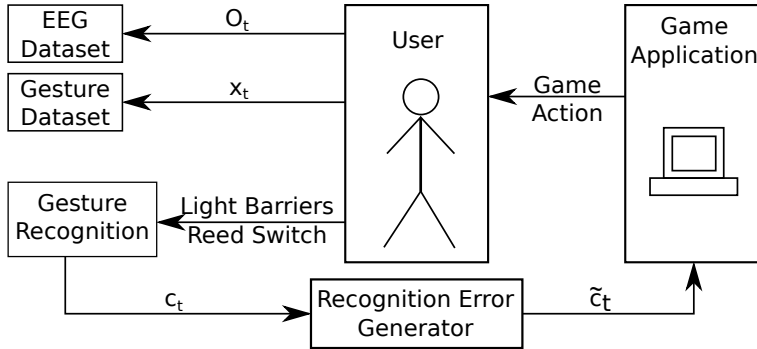 EEG
Dataset
O_t
User
Game
Application
Gesture
Dataset
x_t
Game
Action
Gesture
Recognition
Light Barriers
Reed Switch
c_t
Recognition Error
Generator
c̃_t